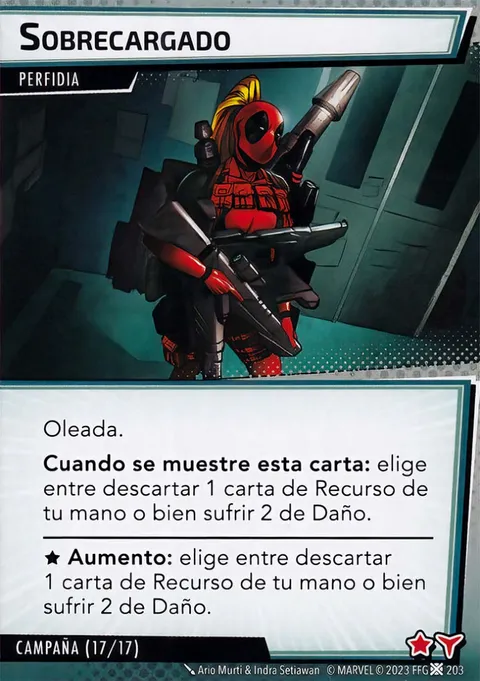 SOBRECARGADO
PERFIDIA
Oleada.
Cuando se muestre esta carta: elige
entre descartar 1 carta de Recurso de
tu mano o bien sufrir 2 de Daño.
★ Aumento: elige entre descartar
1 carta de Recurso de tu mano o bien
sufrir 2 de Daño.
CAMPAÑA (17/17)
Ario Murti & Indra Setiawan © MARVEL © 2023 FFG 203